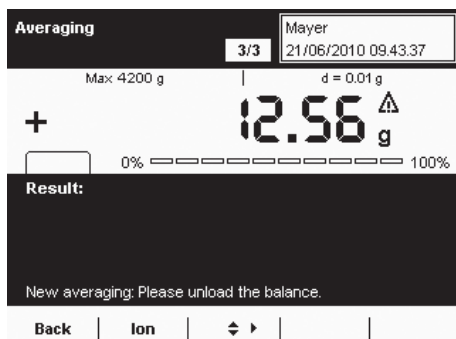 Averaging
3/3
Mayer
21/06/2010 09.43.37
Max 4200 g
d = 0.01 g
+ 12.56 g
0% 100%
Result:
New averaging: Please unload the balance.
Back Ion